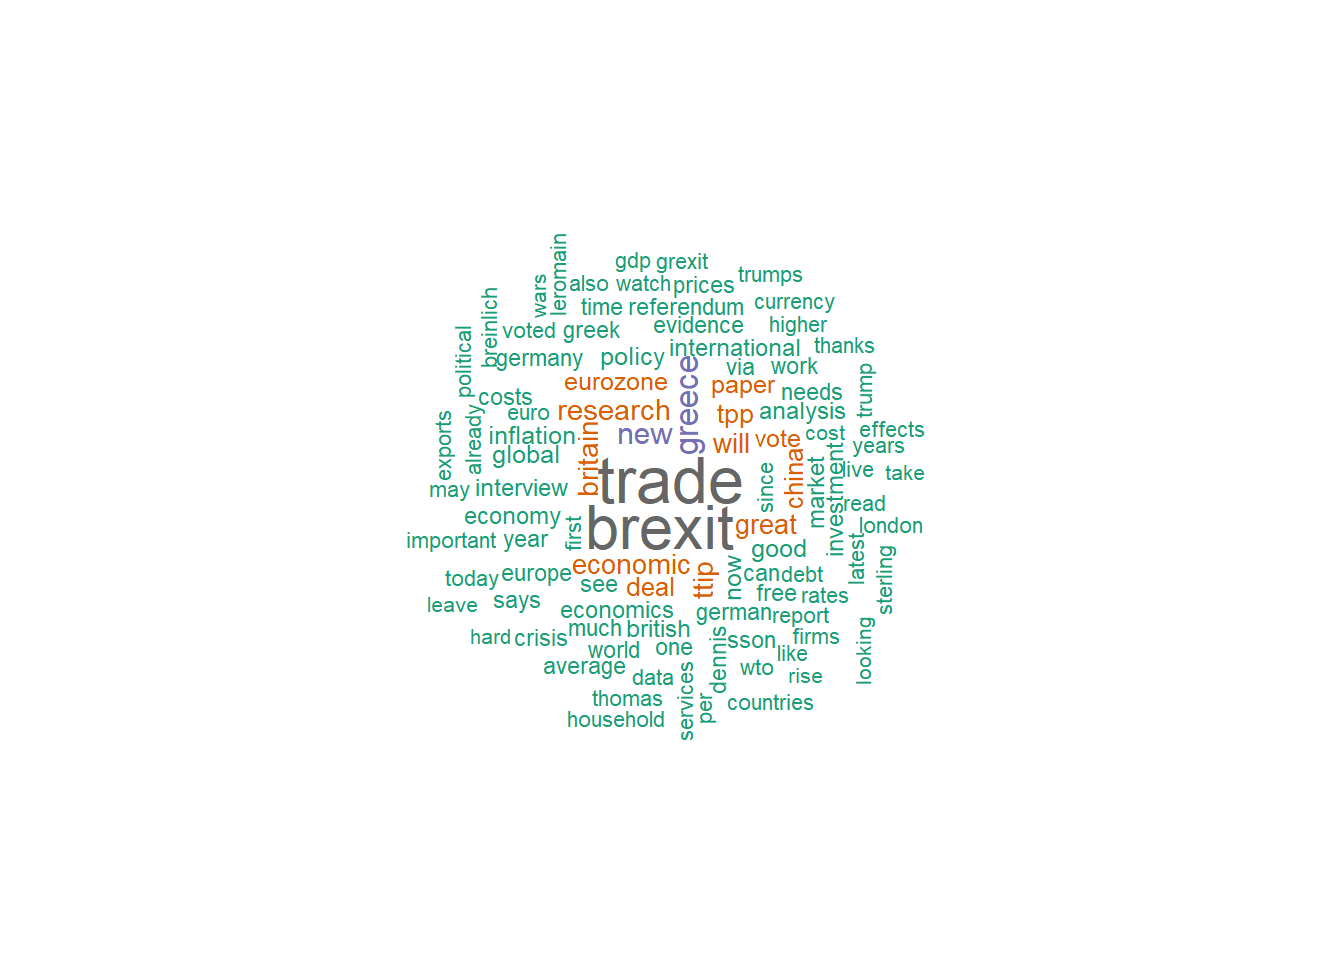 leromain
gdp
grexit
wars
also
watch
prices
trumps
breinlich
time
referendum
currency
political
voted
greek
evidence
higher
germany
policy
international
thanks
costs
eurozone
greece
via
work
trump
paper
needs
exports
already
euro
research
tpp
analysis
inflation
britain
new
will
vote
cost
effects
global
years
may
interview
trade
since
china
market
investment
live
take
economy
first
brexit
great
read
london
important
year
good
latest
sterling
today
europe
economic
see
deal
ttip
now
can
debt
leave
says
economics
free
rates
german
report
hard
crisis
much
british
dennis
sson
firms
looking
world
one
like
average
data
wto
rise
thomas
services
per
countries
household